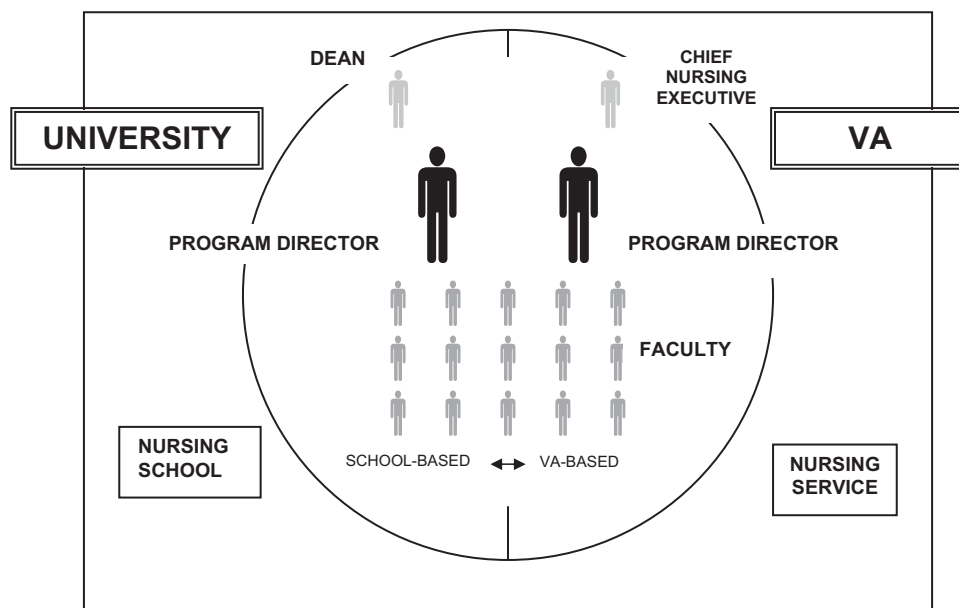 DEAN
CHIEF
NURSING
EXECUTIVE
UNIVERSITY
VA
PROGRAM DIRECTOR
PROGRAM DIRECTOR
FACULTY
NURSING
SCHOOL
SCHOOL-BASED
VA-BASED
NURSING
SERVICE